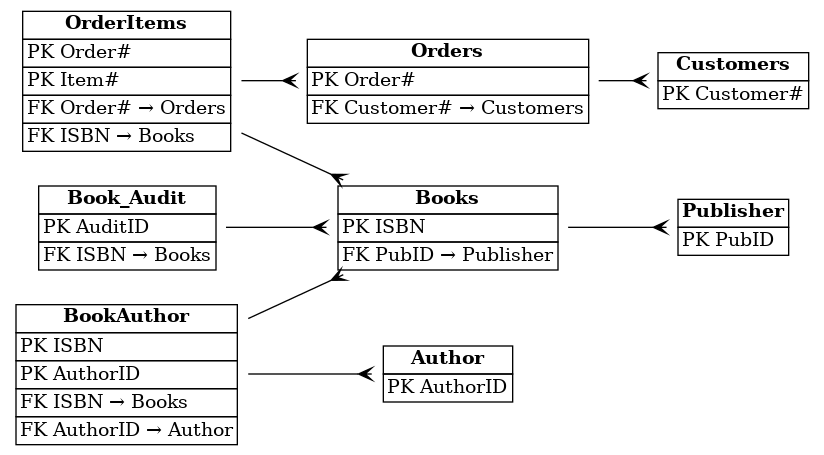 OrderItems
PK Order#
PK Item#
FK Order# → Orders
FK ISBN → Books
Orders
PK Order#
FK Customer# → Customers
Customers
PK Customer#
Book_Audit
PK AuditID
FK ISBN → Books
Books
PK ISBN
FK PubID → Publisher
Publisher
PK PubID
BookAuthor
PK ISBN
PK AuthorID
FK ISBN → Books
FK AuthorID → Author
Author
PK AuthorID